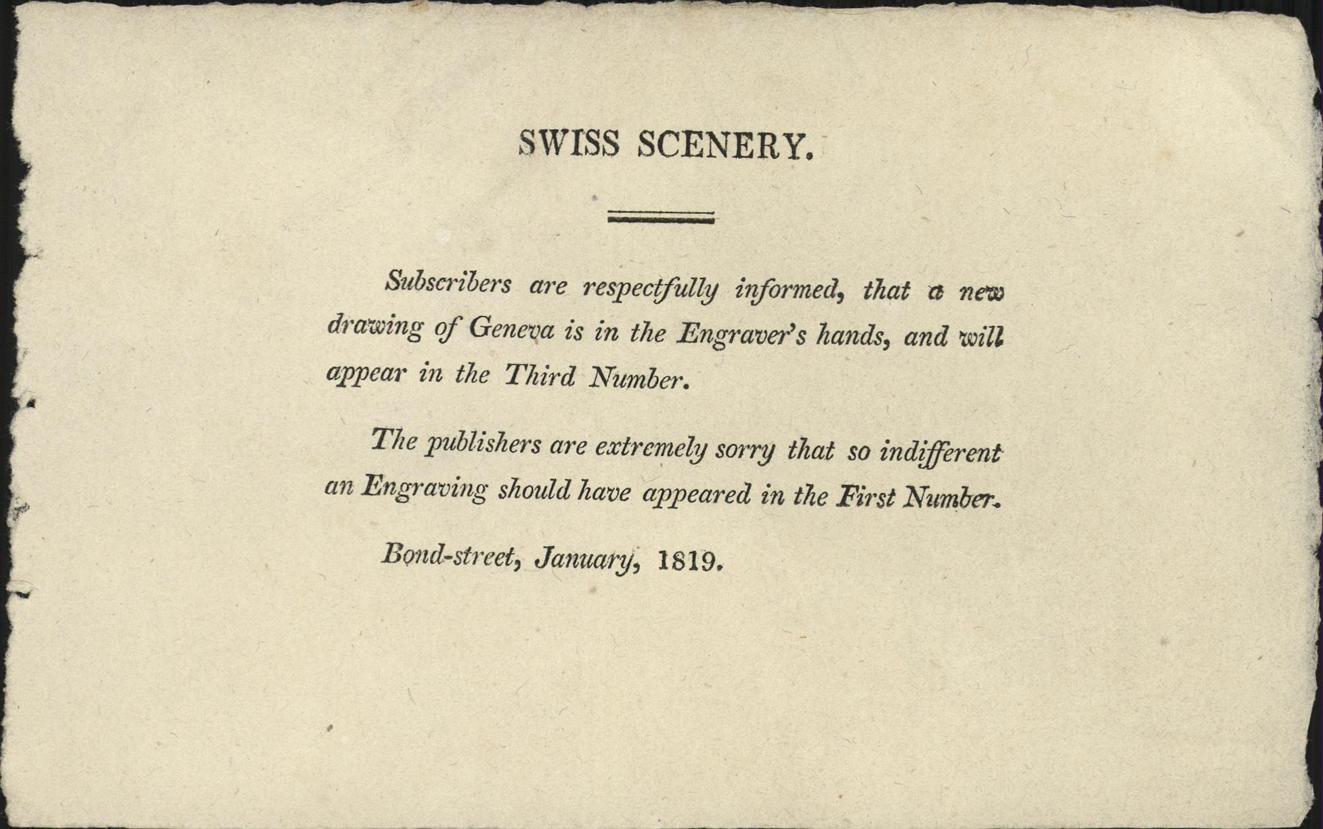 SWISS SCENERY.
Subscribers are respectfully informed, that a new
drawing of Geneva is in the Engraver's hands, and will
appear in the Third Number.
The publishers are extremely sorry that so indifferent
an Engraving should have appeared in the First Number.
Bond-street, January, 1819.